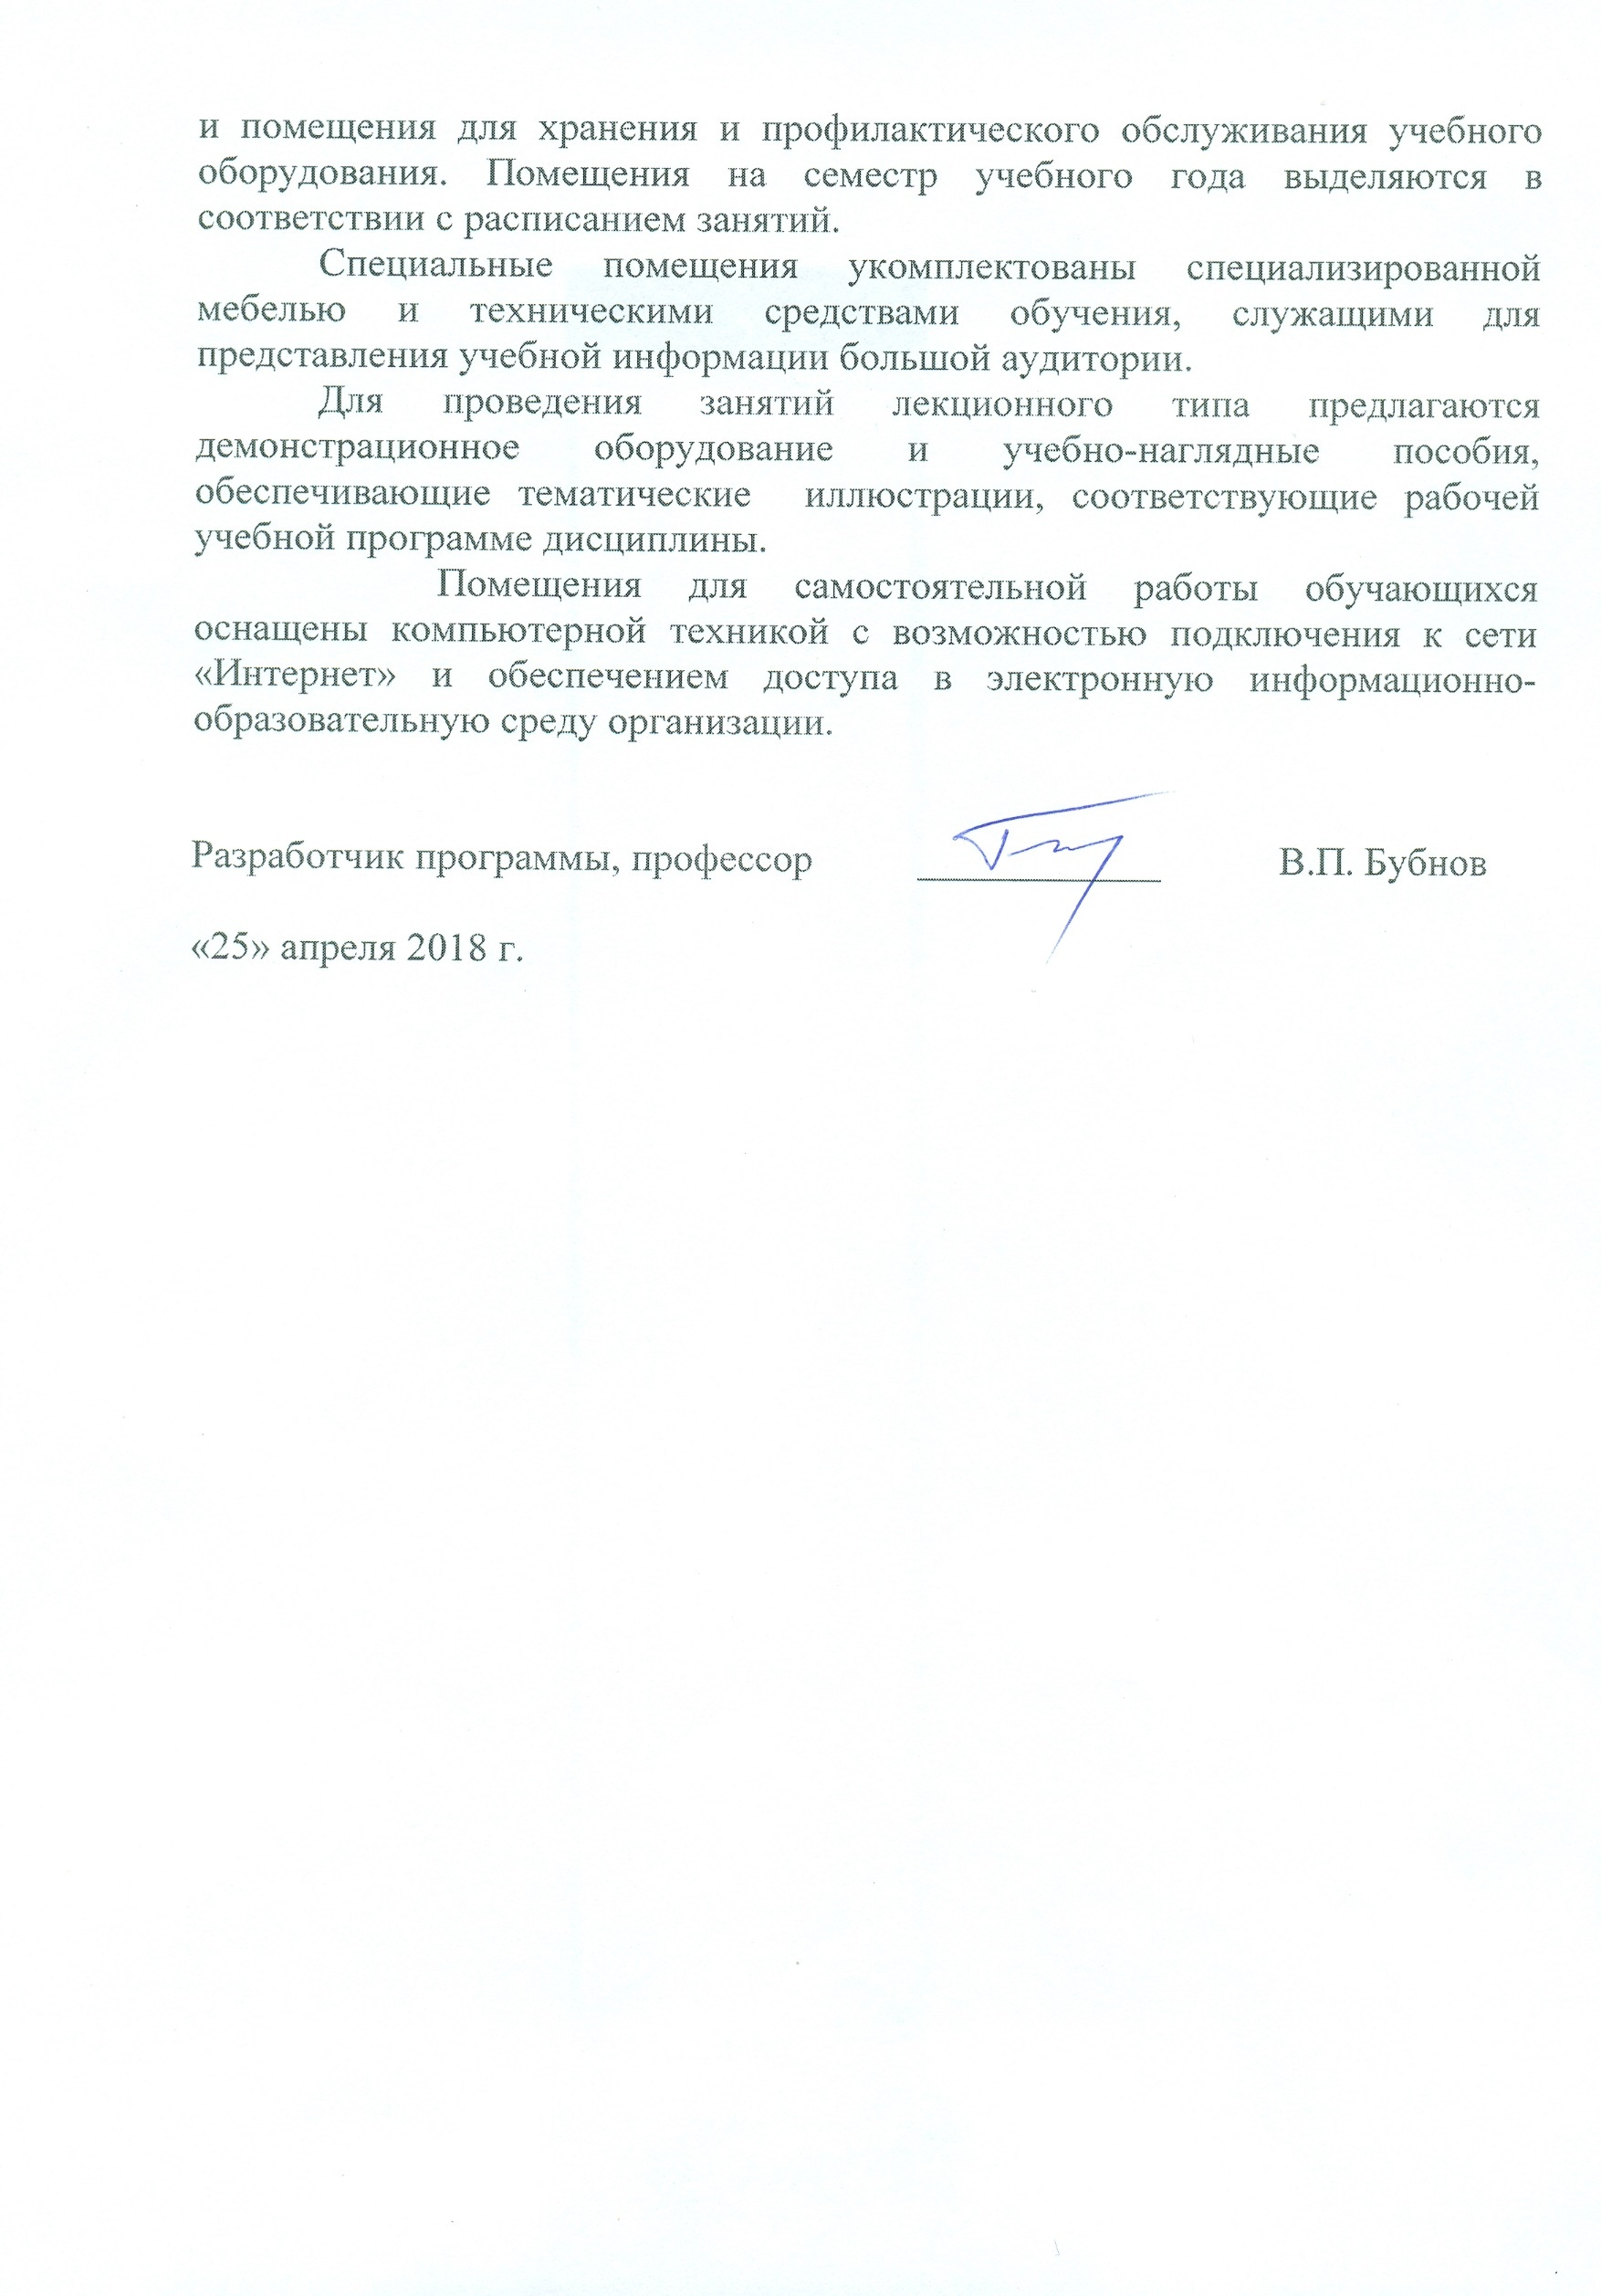 и помещения для хранения и профилактического обслуживания учебного
оборудования. Помещения на семестр учебного года выделяются в
соответствии с расписанием занятий.
Специальные помещения укомплектованы специализированной
мебелью и техническими средствами обучения, служащими для
представления учебной информации большой аудитории.
Для проведения занятий лекционного типа предлагаются
демонстрационное оборудование и учебно-наглядные пособия,
обеспечивающие тематические иллюстрации, соответствующие рабочей
учебной программе дисциплины.
Помещения для самостоятельной работы обучающихся
оснащены компьютерной техникой с возможностью подключения к сети
«Интернет» и обеспечением доступа в электронную информационно-
образовательную среду организации.
Разработчик программы, профессор В.П. Бубнов
«25» апреля 2018 г.